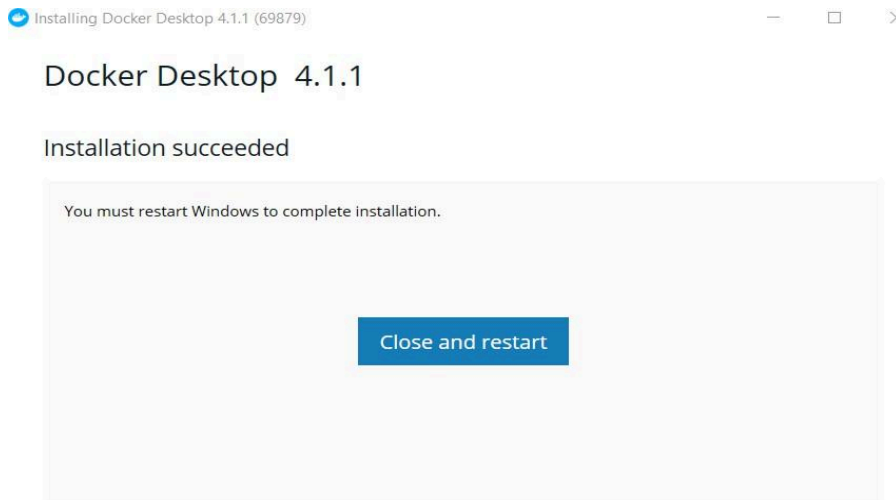 Installing Docker Desktop 4.1.1 (69879)
Docker Desktop 4.1.1
Installation succeeded
You must restart Windows to complete installation.
Close and restart